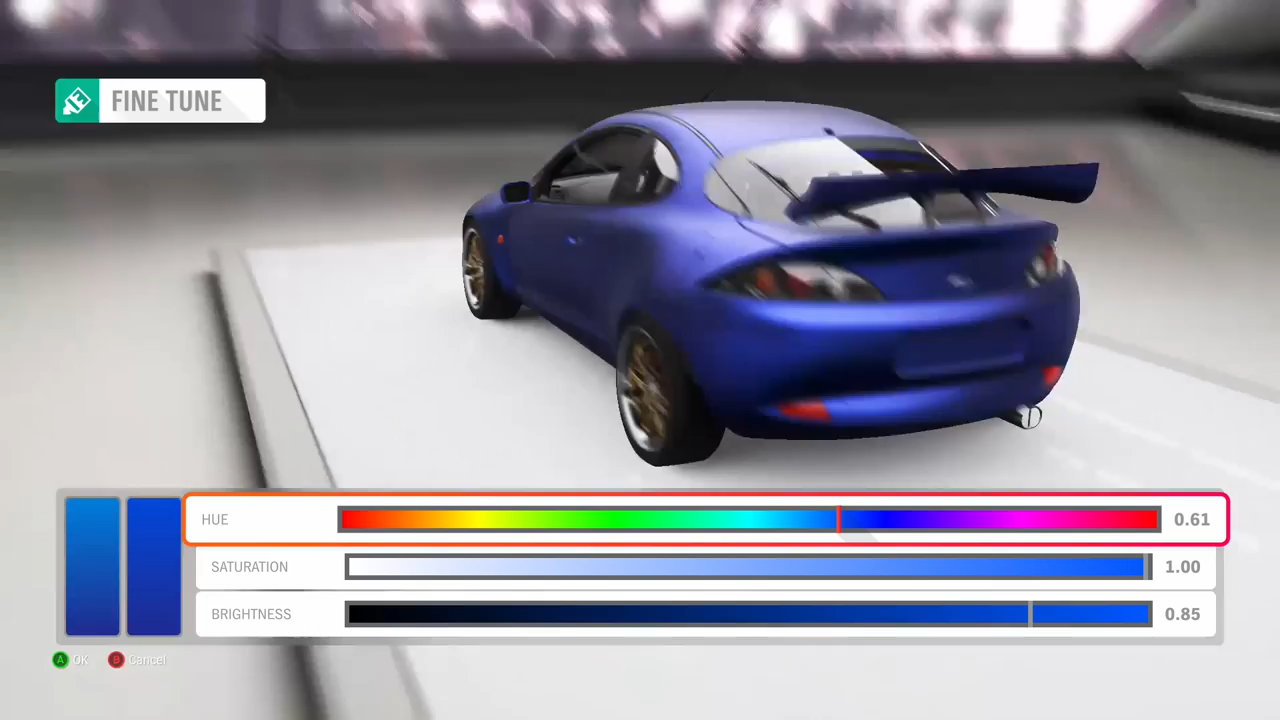 FINE TUNE
HUE 0.61
SATURATION 1.00
BRIGHTNESS 0.85
A OK B Cancel